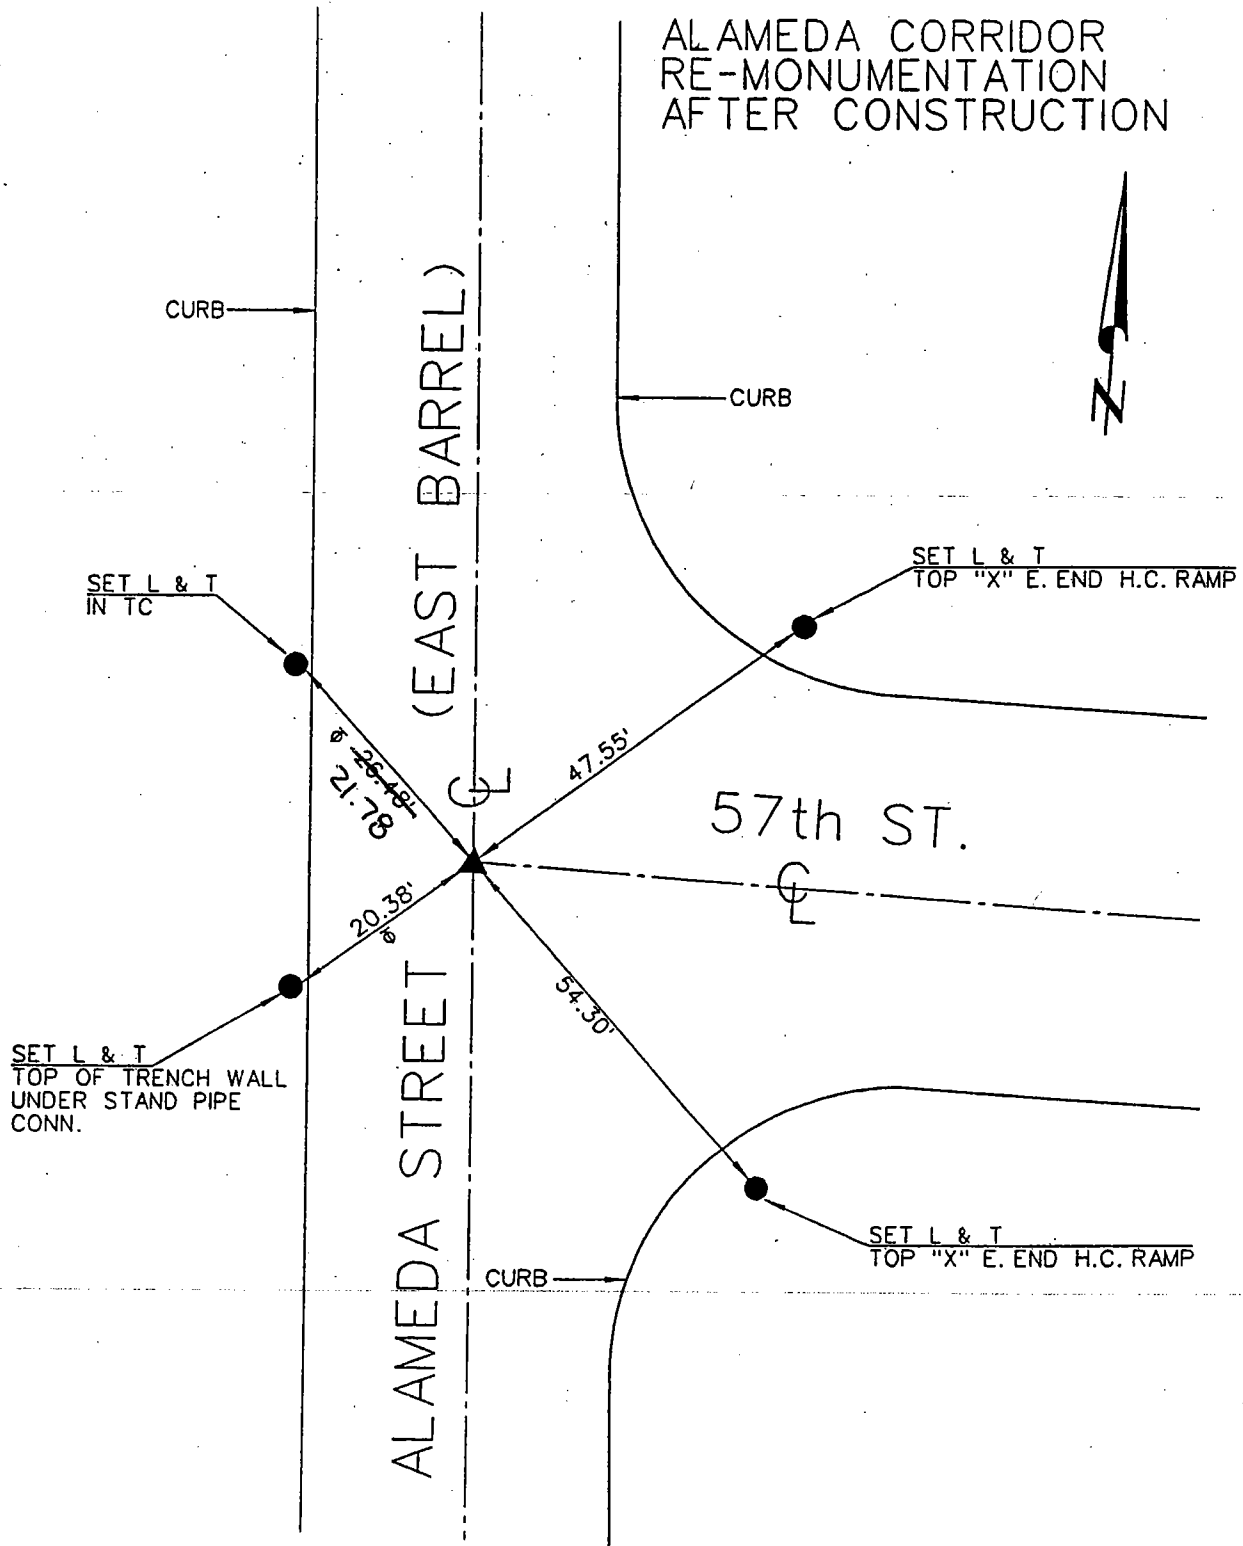 ALAMEDA CORRIDOR
RE-MONUMENTATION
AFTER CONSTRUCTION
N
CURB
CURB
(EAST BARREL)
SET L & T
IN TC
SET L & T
TOP "X" E. END H.C. RAMP
26.48'
21.78
47.55'
57th ST.
20.38'
54.30'
SET L & T
TOP OF TRENCH WALL
UNDER STAND PIPE
CONN.
ALAMEDA STREET
SET L & T
TOP "X" E. END H.C. RAMP
CURB